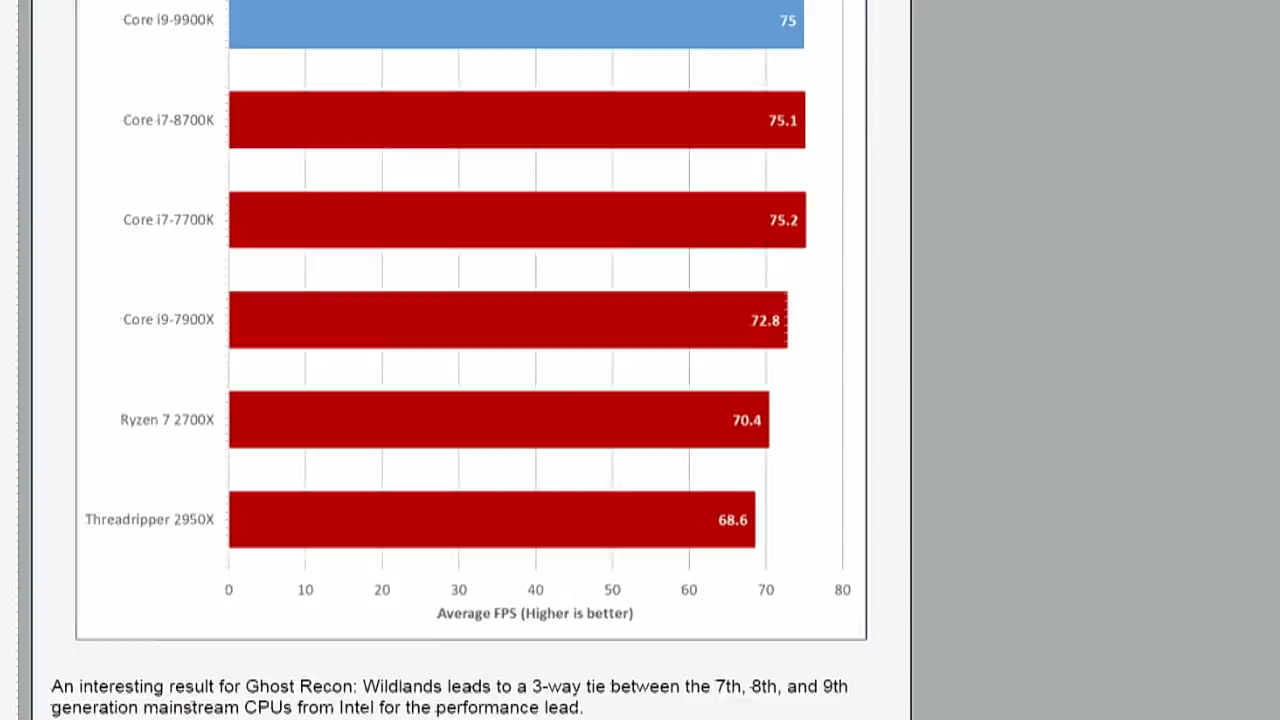 Core i9-9900K 75
Core i7-8700K 75.1
Core i7-7700K 75.2
Core i9-7900X 72.8
Ryzen 7 2700X 70.4
Threadripper 2950X 68.6
0 10 20 30 40 50 60 70 80
Average FPS (Higher is better)
An interesting result for Ghost Recon: Wildlands leads to a 3-way tie between the 7th, 8th, and 9th
generation mainstream CPUs from Intel for the performance lead.